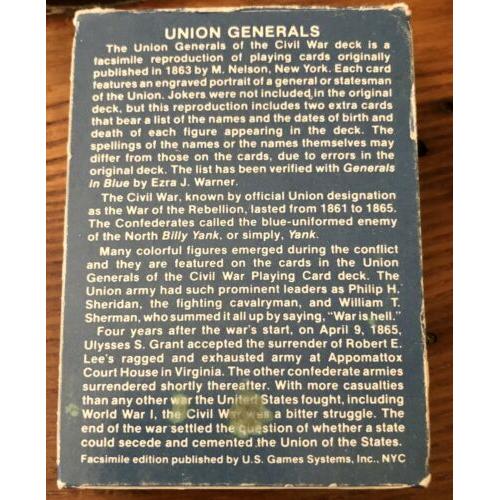 UNION GENERALS
The Union Generals of the Civil War deck is a
facsimile reproduction of playing cards originally
published in 1863 by M. Nelson, New York. Each card
features an engraved portrait of a general or statesman
of the Union. Jokers were not included in the original
deck, but this reproduction includes two extra cards
that bear a list of the names and the dates of birth and
death of each figure appearing in the deck. The
spellings of the names or the names themselves may
differ from those on the cards, due to errors in the
original deck. The list has been verified with Generals
in Blue by Ezra J. Warner.
The Civil War, known by official Union designation
as the War of the Rebellion, lasted from 1861 to 1865.
The Confederates called the blue-uniformed enemy
of the North Billy Yank, or simply, Yank.
Many colorful figures emerged during the conflict
and they are featured on the cards in the Union
Generals of the Civil War Playing Card deck. The
Union army had such prominent leaders as Philip H.
Sheridan, the fighting cavalryman, and William T.
Sherman, who summed it all up by saying, "War is hell."
Four years after the war's start, on April 9, 1865,
Ulysses S. Grant accepted the surrender of Robert E.
Lee's ragged and exhausted army at Appomattox
Court House in Virginia. The other confederate armies
surrendered shortly thereafter. With more casualties
than any other war the United States fought, including
World War I, the Civil War was a bitter struggle. The
end of the war settled the question of whether a state
could secede and cemented the Union of the States.
Facsimile edition published by U.S. Games Systems, Inc., NYC